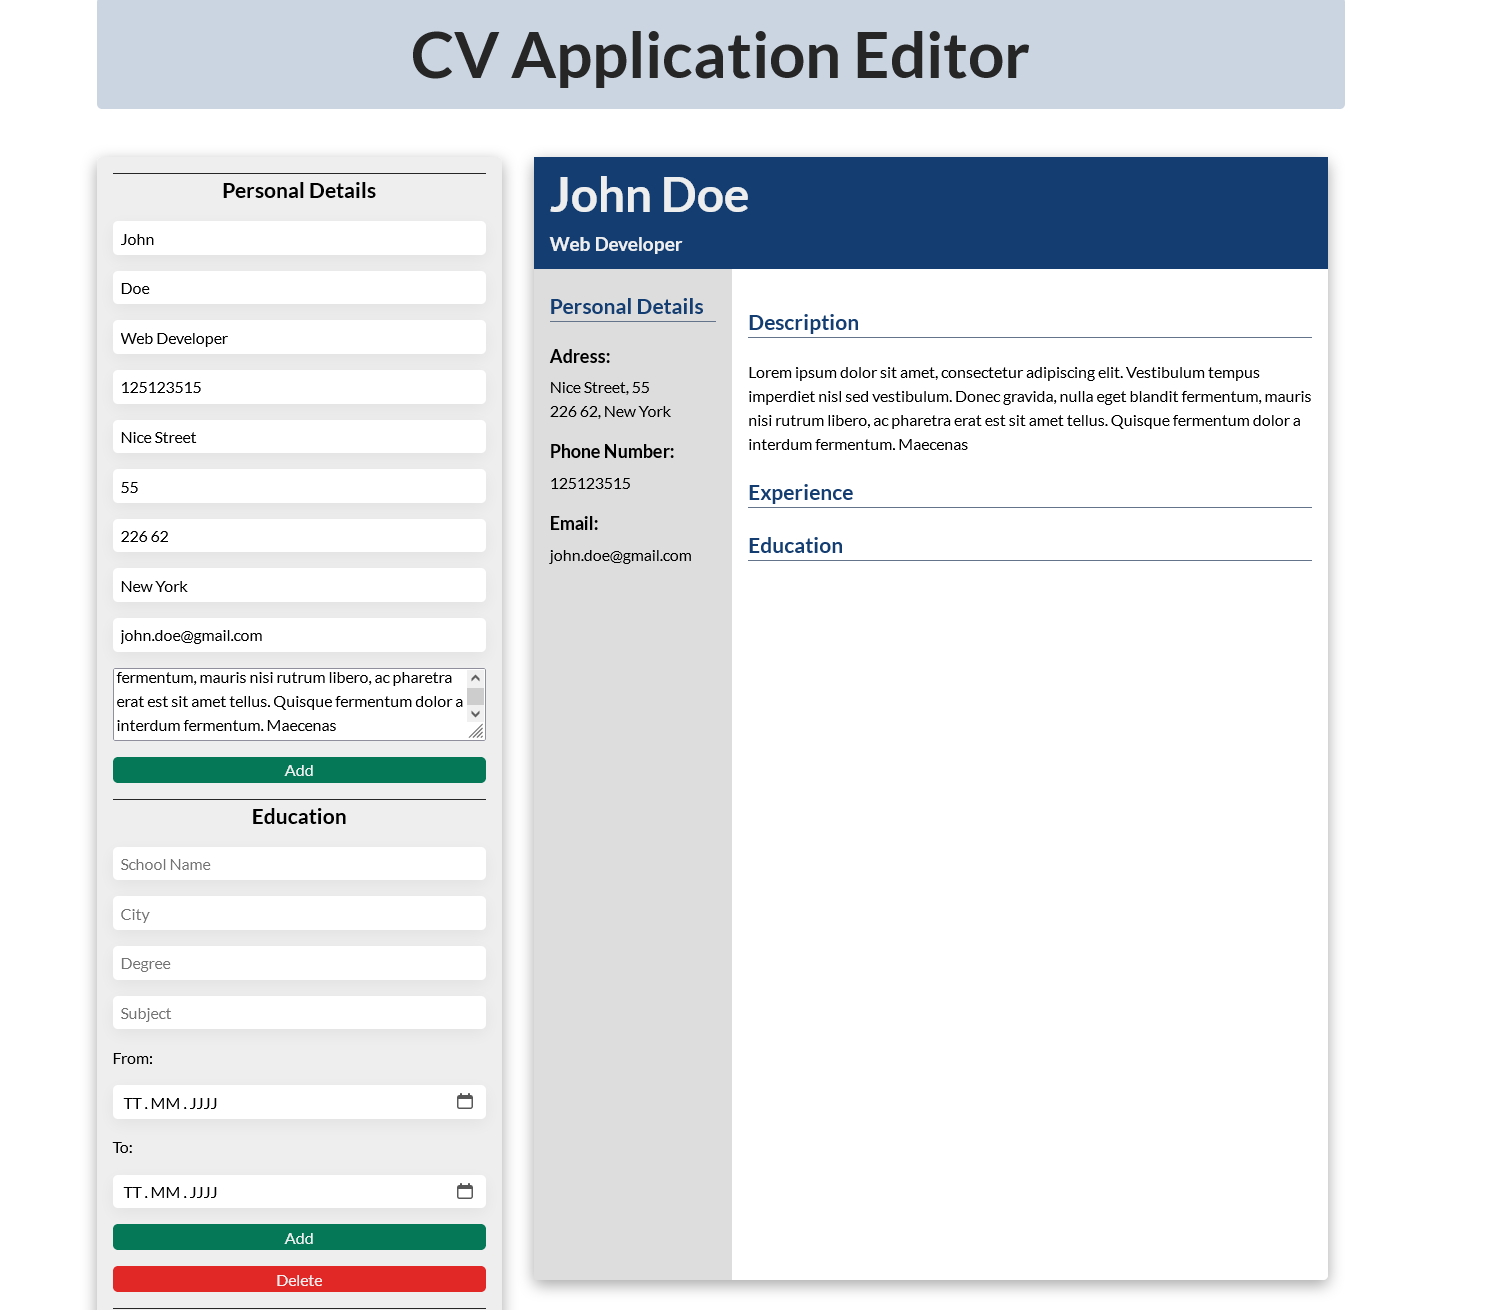 CV Application Editor
Personal Details
John
Doe
Web Developer
125123515
Nice Street
55
226 62
New York
john.doe@gmail.com
fermentum, mauris nisi rutrum libero, ac pharetra
erat est sit amet tellus. Quisque fermentum dolor a
interdum fermentum. Maecenas
Add
Education
School Name
City
Degree
Subject
From:
TT . MM . JJJJ
To:
TT . MM . JJJJ
Add
Delete
John Doe
Web Developer
Personal Details
Adress:
Nice Street, 55
226 62, New York
Phone Number:
125123515
Email:
john.doe@gmail.com
Description
Lorem ipsum dolor sit amet, consectetur adipiscing elit. Vestibulum tempus
imperdiet nisl sed vestibulum. Donec gravida, nulla eget blandit fermentum, mauris
nisi rutrum libero, ac pharetra erat est sit amet tellus. Quisque fermentum dolor a
interdum fermentum. Maecenas
Experience
Education